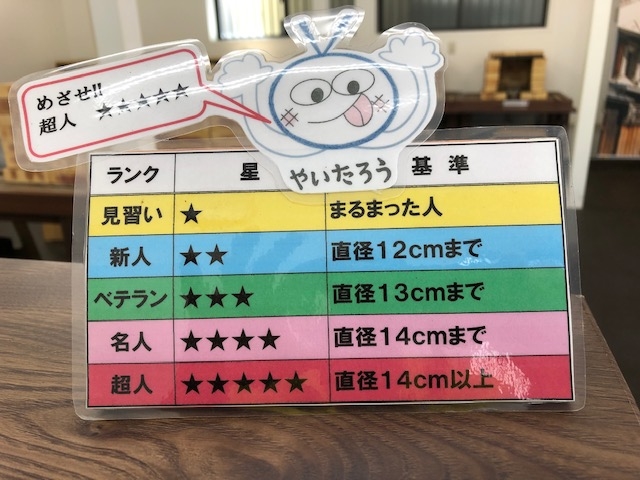 めざせ!!
超人 ★★★★★
やいたろう
ランク 星 基準
見習い ★ まるまった人
新人 ★★ 直径12cmまで
ベテラン ★★★ 直径13cmまで
名人 ★★★★ 直径14cmまで
超人 ★★★★★ 直径14cm以上